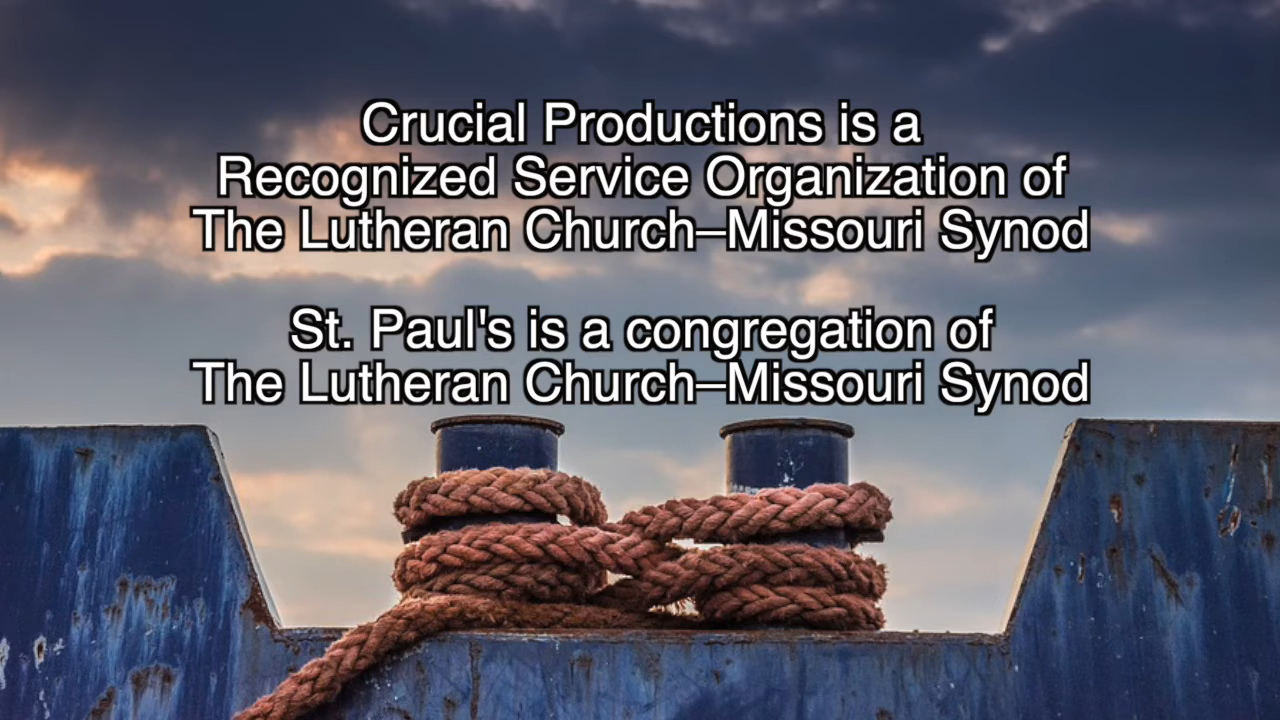 Crucial Productions is a
Recognized Service Organization of
The Lutheran Church–Missouri Synod
St. Paul's is a congregation of
The Lutheran Church–Missouri Synod